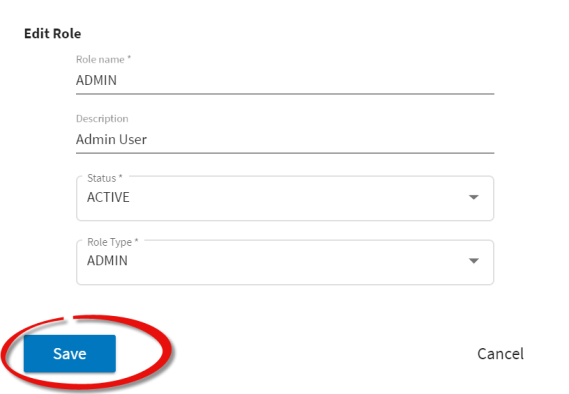 Edit Role
Role name *
ADMIN
Description
Admin User
Status *
ACTIVE
Role Type *
ADMIN
Save
Cancel